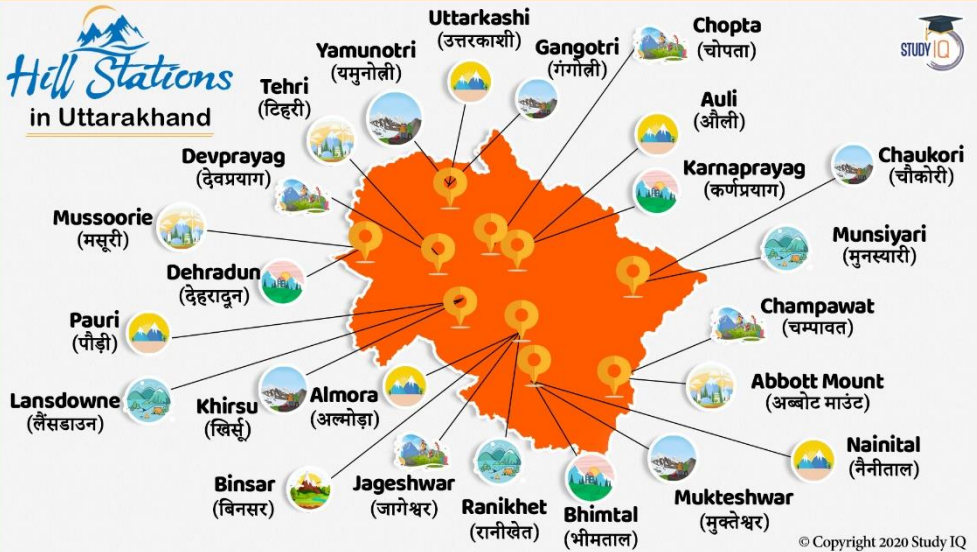 Hill Stations
in Uttarakhand
Uttarkashi
(उत्तरकाशी)
Yamunotri
(यमुनोत्री)
Gangotri
(गंगोत्री)
Chopta
(चोपता)
STUDY IQ
Tehri
(टिहरी)
Auli
(औली)
Devprayag
(देवप्रयाग)
Karnaprayag
(कर्णप्रयाग)
Chaukori
(चौकोरी)
Mussoorie
(मसूरी)
Munsiyari
(मुनस्यारी)
Dehradun
(देहरादून)
Champawat
(चम्पावत)
Pauri
(पौड़ी)
Abbott Mount
(अब्बोट माउंट)
Lansdowne
(लैंसडाउन)
Khirsu
(खिर्सू)
Almora
(अल्मोड़ा)
Nainital
(नैनीताल)
Binsar
(बिनसर)
Jageshwar
(जागेश्वर)
Ranikhet
(रानीखेत)
Bhimtal
(भीमताल)
Mukteshwar
(मुक्तेश्वर)
© Copyright 2020 Study IQ